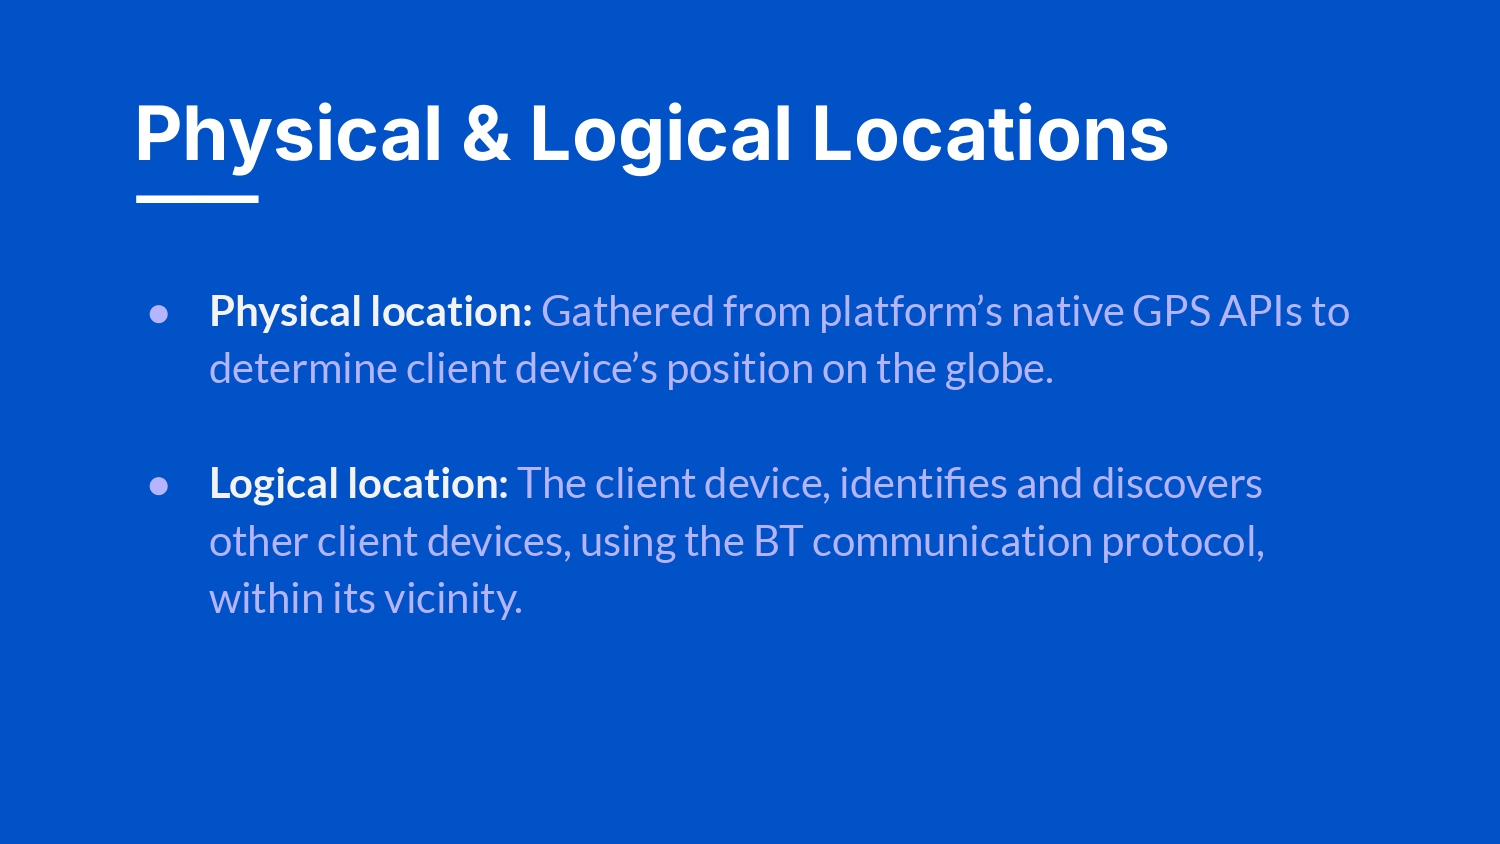 Physical & Logical Locations
● Physical location: Gathered from platform’s native GPS APIs to
determine client device’s position on the globe.
● Logical location: The client device, identifies and discovers
other client devices, using the BT communication protocol,
within its vicinity.